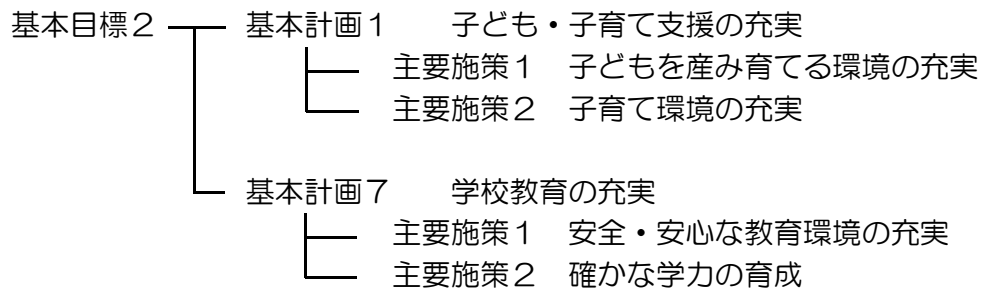 基本目標２　基本計画１　子ども・子育て支援の充実
主要施策１　子どもを産み育てる環境の充実
主要施策２　子育て環境の充実
基本計画７　学校教育の充実
主要施策１　安全・安心な教育環境の充実
主要施策２　確かな学力の育成